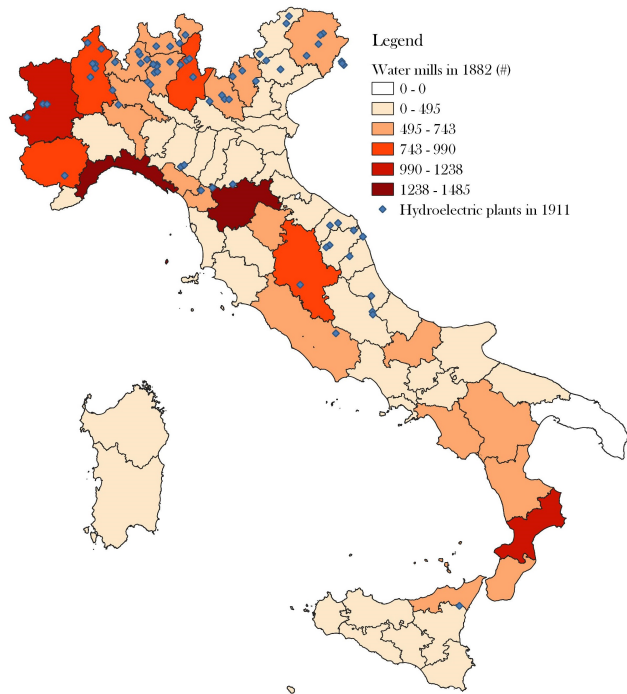 Legend
Water mills in 1882 (#)
0 - 0
0 - 495
495 - 743
743 - 990
990 - 1238
1238 - 1485
Hydroelectric plants in 1911